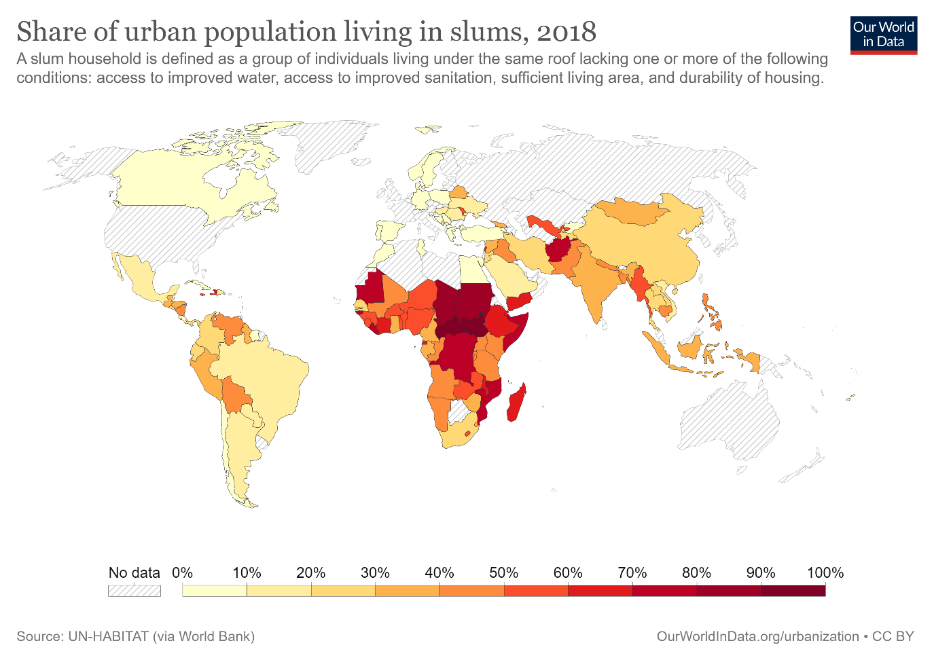 Share of urban population living in slums, 2018
Our World
in Data
A slum household is defined as a group of individuals living under the same roof lacking one or more of the following
conditions: access to improved water, access to improved sanitation, sufficient living area, and durability of housing.
No data 0% 10% 20% 30% 40% 50% 60% 70% 80% 90% 100%
Source: UN-HABITAT (via World Bank)
OurWorldInData.org/urbanization • CC BY